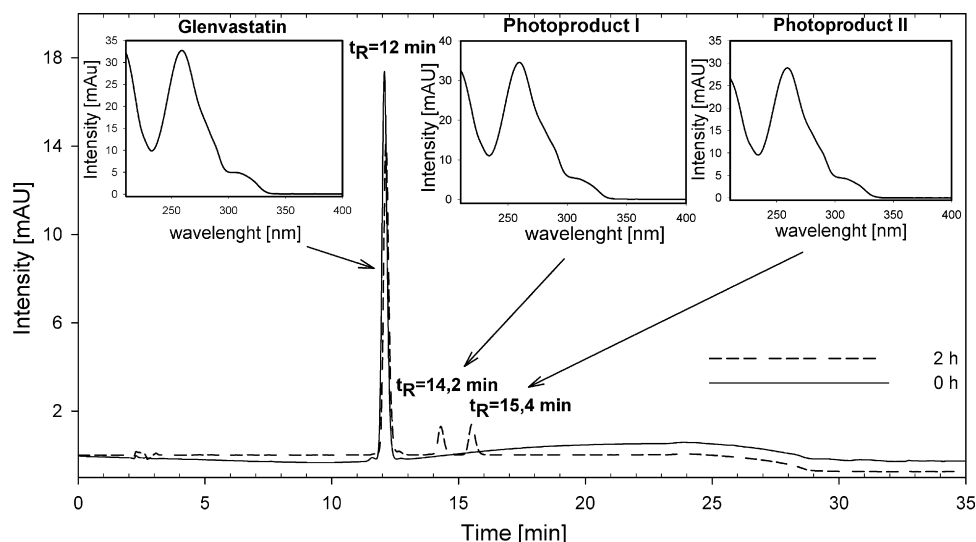 Glenvastatin
Intensity [mAu]
35
30
25
20
15
10
5
0
250 300 350 400
wavelenght [nm]
tR=12 min
Photoproduct I
Intensity [mAU]
40
30
20
10
0
250 300 350 400
wavelenght [nm]
Photoproduct II
Intensity [mAU]
35
30
25
20
15
10
5
0
250 300 350 400
wavelenght [nm]
Intensity [mAU]
18
14
10
6
2
tR=14,2 min
tR=15,4 min
2 h
0 h
0 5 10 15 20 25 30 35
Time [min]